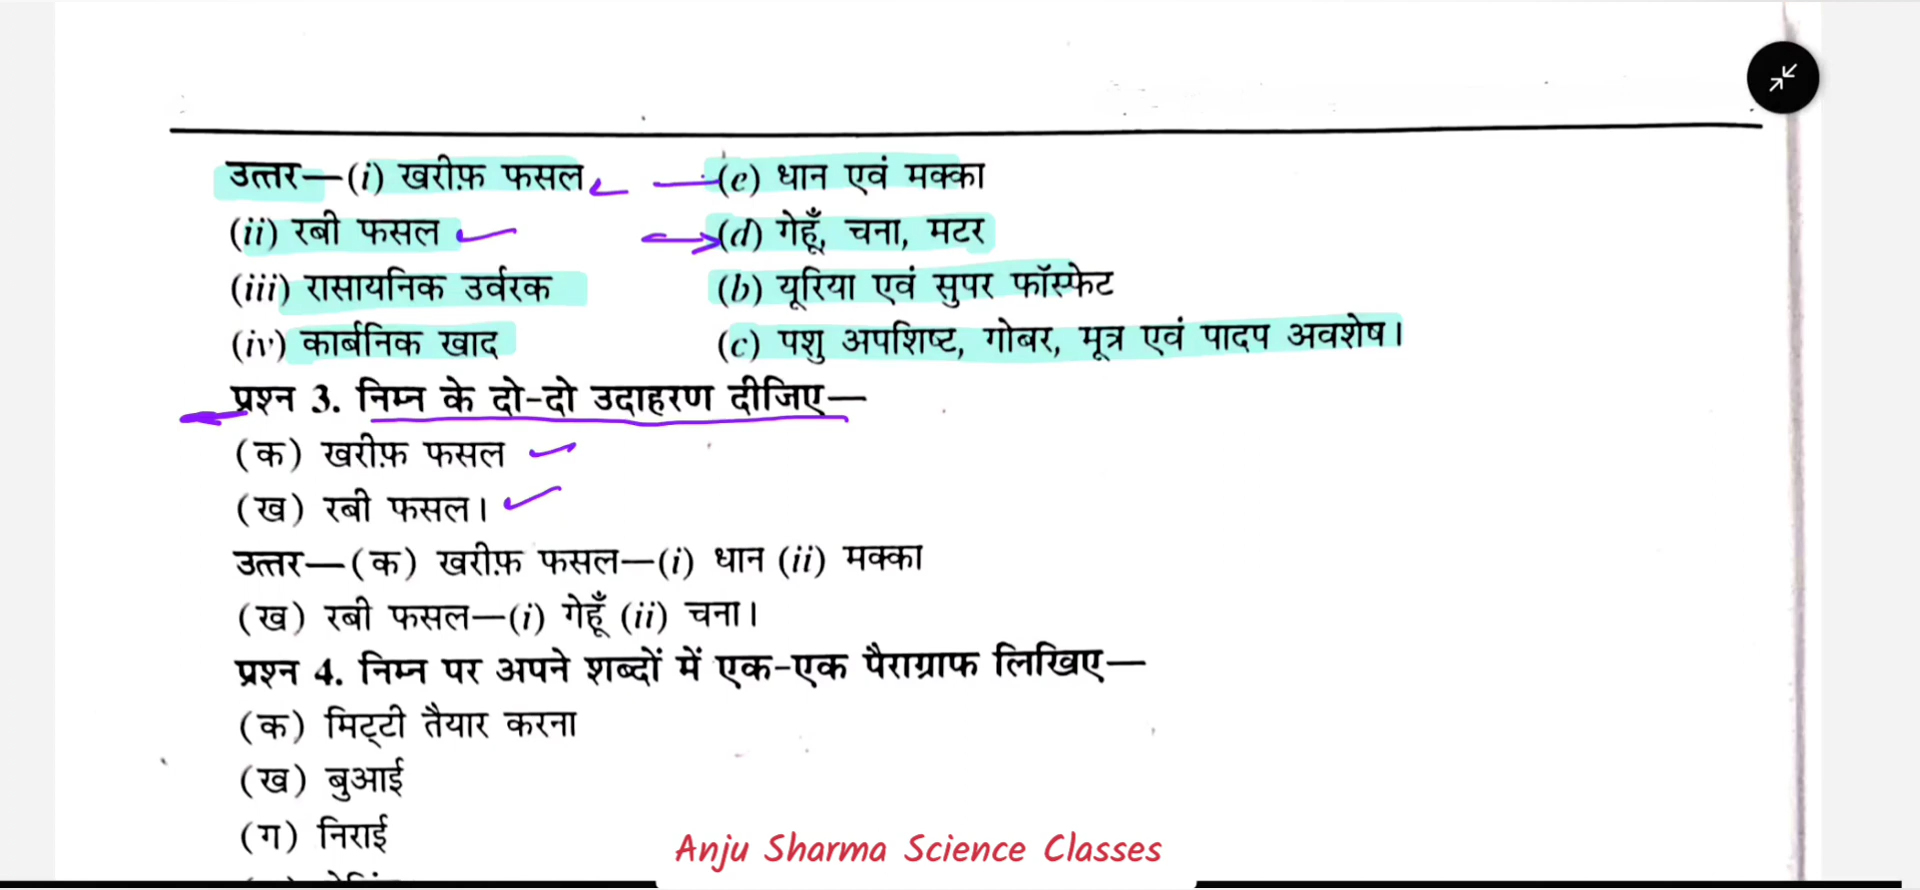 उत्तर—(i) खरीफ़ फसल (e) धान एवं मक्का
(ii) रबी फसल (d) गेहूँ, चना, मटर
(iii) रासायनिक उर्वरक (b) यूरिया एवं सुपर फॉस्फेट
(iv) कार्बनिक खाद (c) पशु अपशिष्ट, गोबर, मूत्र एवं पादप अवशेष।
प्रश्न 3. निम्न के दो-दो उदाहरण दीजिए—
(क) खरीफ़ फसल
(ख) रबी फसल।
उत्तर—(क) खरीफ़ फसल—(i) धान (ii) मक्का
(ख) रबी फसल—(i) गेहूँ (ii) चना।
प्रश्न 4. निम्न पर अपने शब्दों में एक-एक पैराग्राफ लिखिए—
(क) मिट्टी तैयार करना
(ख) बुआई
(ग) निराई
Anju Sharma Science Classes